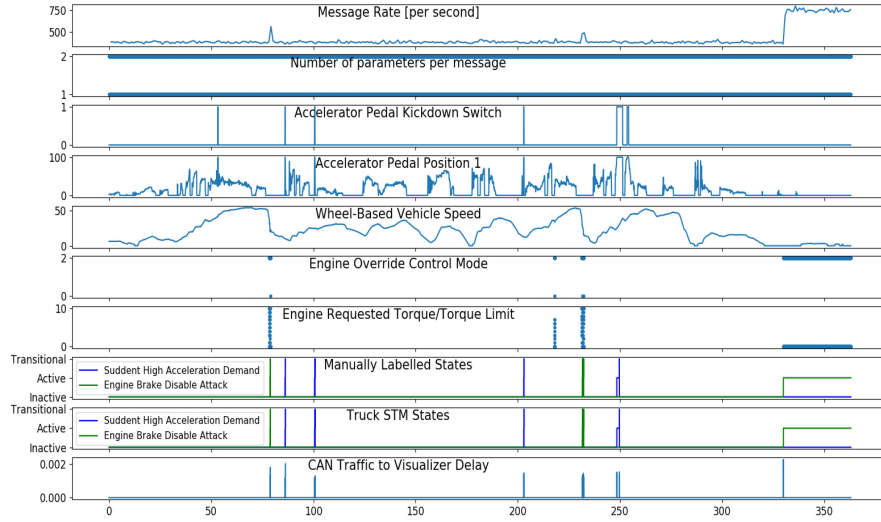 Message Rate [per second]
750
500
Number of parameters per message
2
1
Accelerator Pedal Kickdown Switch
1
0
Accelerator Pedal Position 1
100
0
Wheel-Based Vehicle Speed
50
0
Engine Override Control Mode
2
0
Engine Requested Torque/Torque Limit
10
0
Manually Labelled States
Transitional
Active
Inactive
Suddent High Acceleration Demand
Engine Brake Disable Attack
Truck STM States
Transitional
Active
Inactive
Suddent High Acceleration Demand
Engine Brake Disable Attack
CAN Traffic to Visualizer Delay
0.002
0.000
0 50 100 150 200 250 300 350